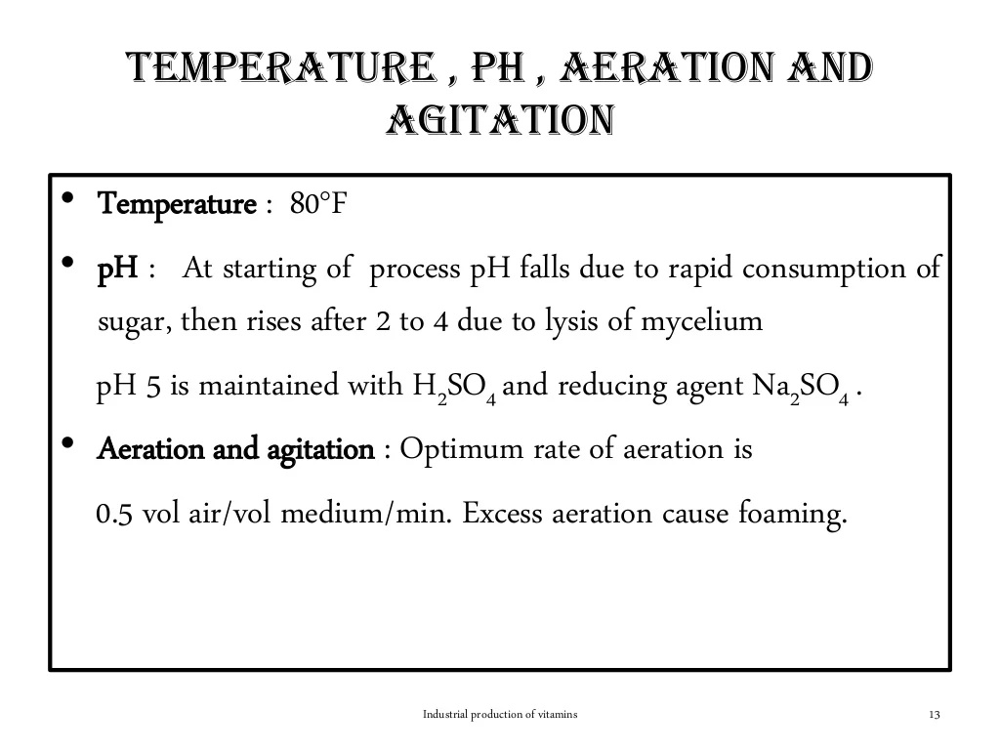 TEMPERATURE , PH , AERATION AND
AGITATION
• Temperature : 80°F
• pH : At starting of process pH falls due to rapid consumption of
sugar, then rises after 2 to 4 due to lysis of mycelium
pH 5 is maintained with H₂SO₄ and reducing agent Na₂SO₄ .
• Aeration and agitation : Optimum rate of aeration is
0.5 vol air/vol medium/min. Excess aeration cause foaming.
Industrial production of vitamins
13